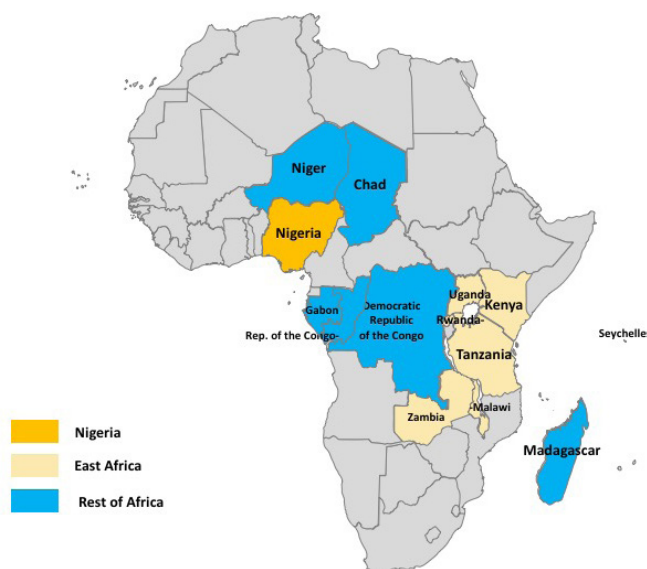 Niger
Chad
Nigeria
Uganda
Kenya
Gabon
Democratic
Republic
of the Congo
Rwanda-
Rep. of the Congo-
Seychelles
Tanzania
-Malawi
Zambia
Madagascar
Nigeria
East Africa
Rest of Africa